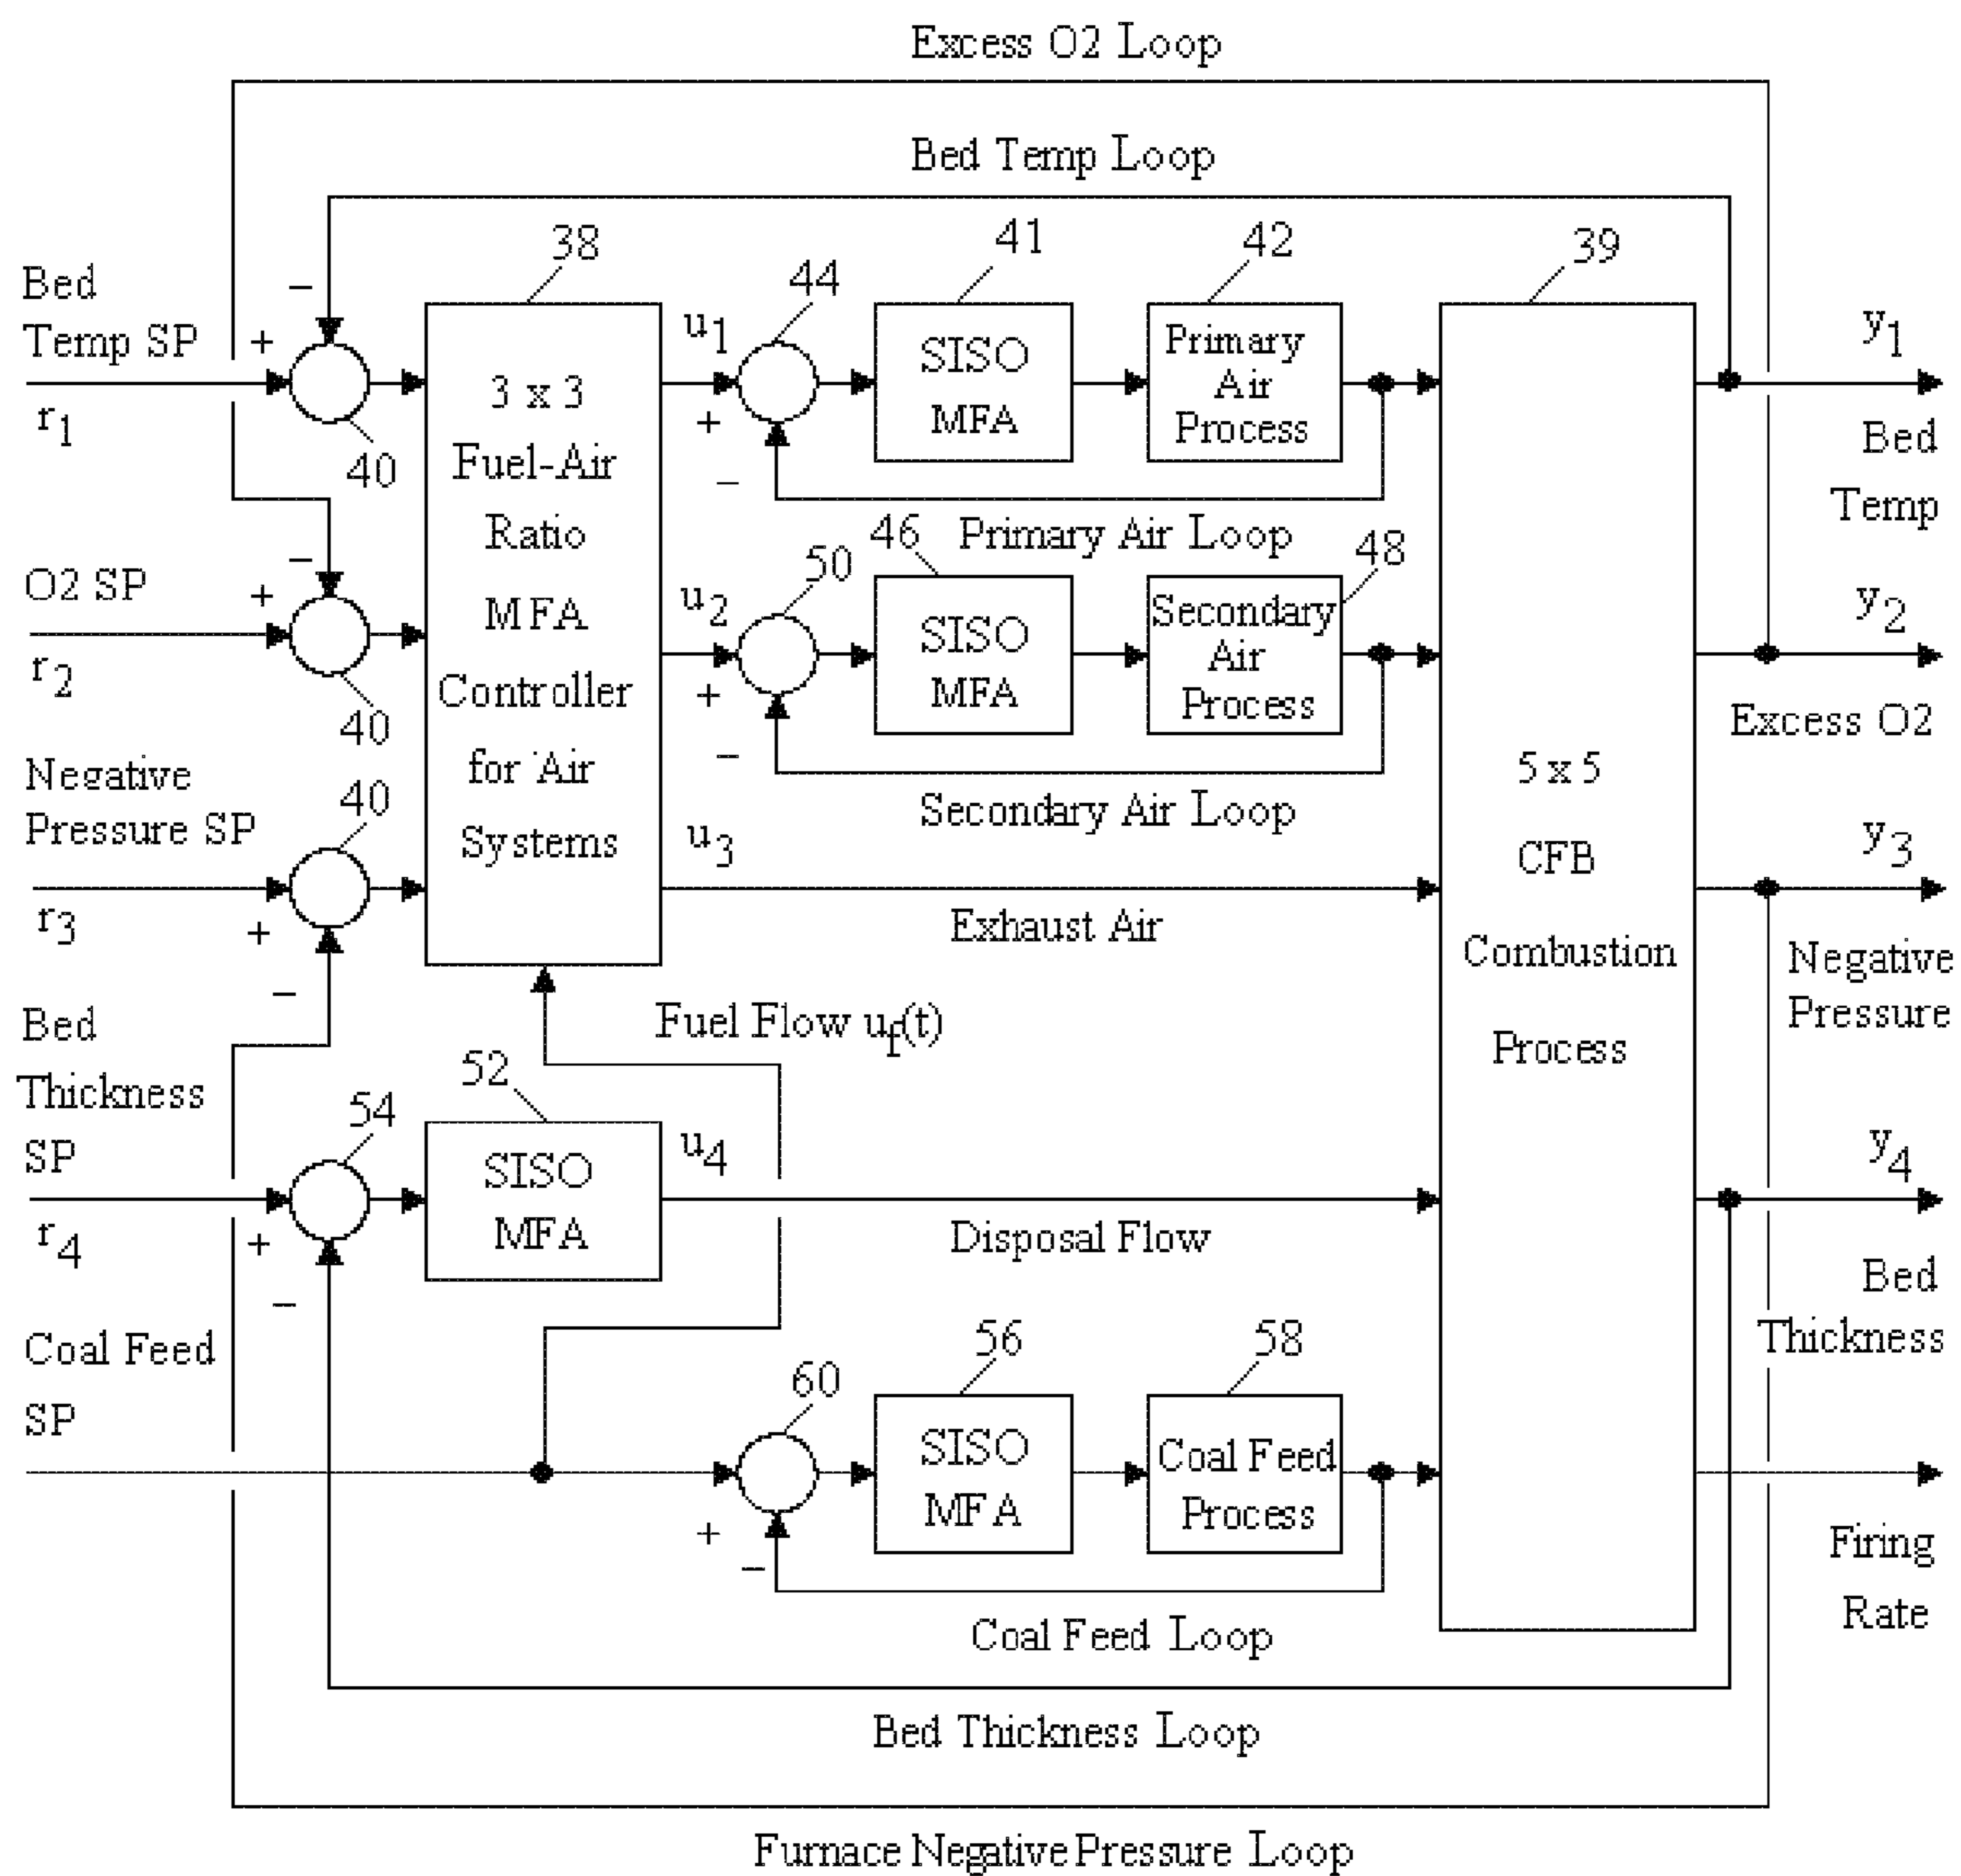 Excess O2 Loop
Bed Temp Loop
38
41
42
39
44
Bed
Temp SP
−
+
r1
40
3 x 3
Fuel-Air
Ratio
MFA
Controller
for Air
Systems
u1
+
−
SISO
MFA
Primary
Air
Process
y1
Bed
Temp
Primary Air Loop
46
48
50
O2 SP
−
+
r2
40
u2
+
−
SISO
MFA
Secondary
Air
Process
y2
Excess O2
Secondary Air Loop
5 x 5
CFB
Combustion
Process
Negative
Pressure SP
40
r3
+
−
u3
Exhaust Air
y3
Negative
Pressure
Fuel Flow uf(t)
Bed
Thickness
SP
52
54
r4
+
−
SISO
MFA
u4
Disposal Flow
y4
Bed
Thickness
Coal Feed
SP
56
58
60
+
−
SISO
MFA
Coal Feed
Process
Firing
Rate
Coal Feed Loop
Bed Thickness Loop
Furnace Negative Pressure Loop